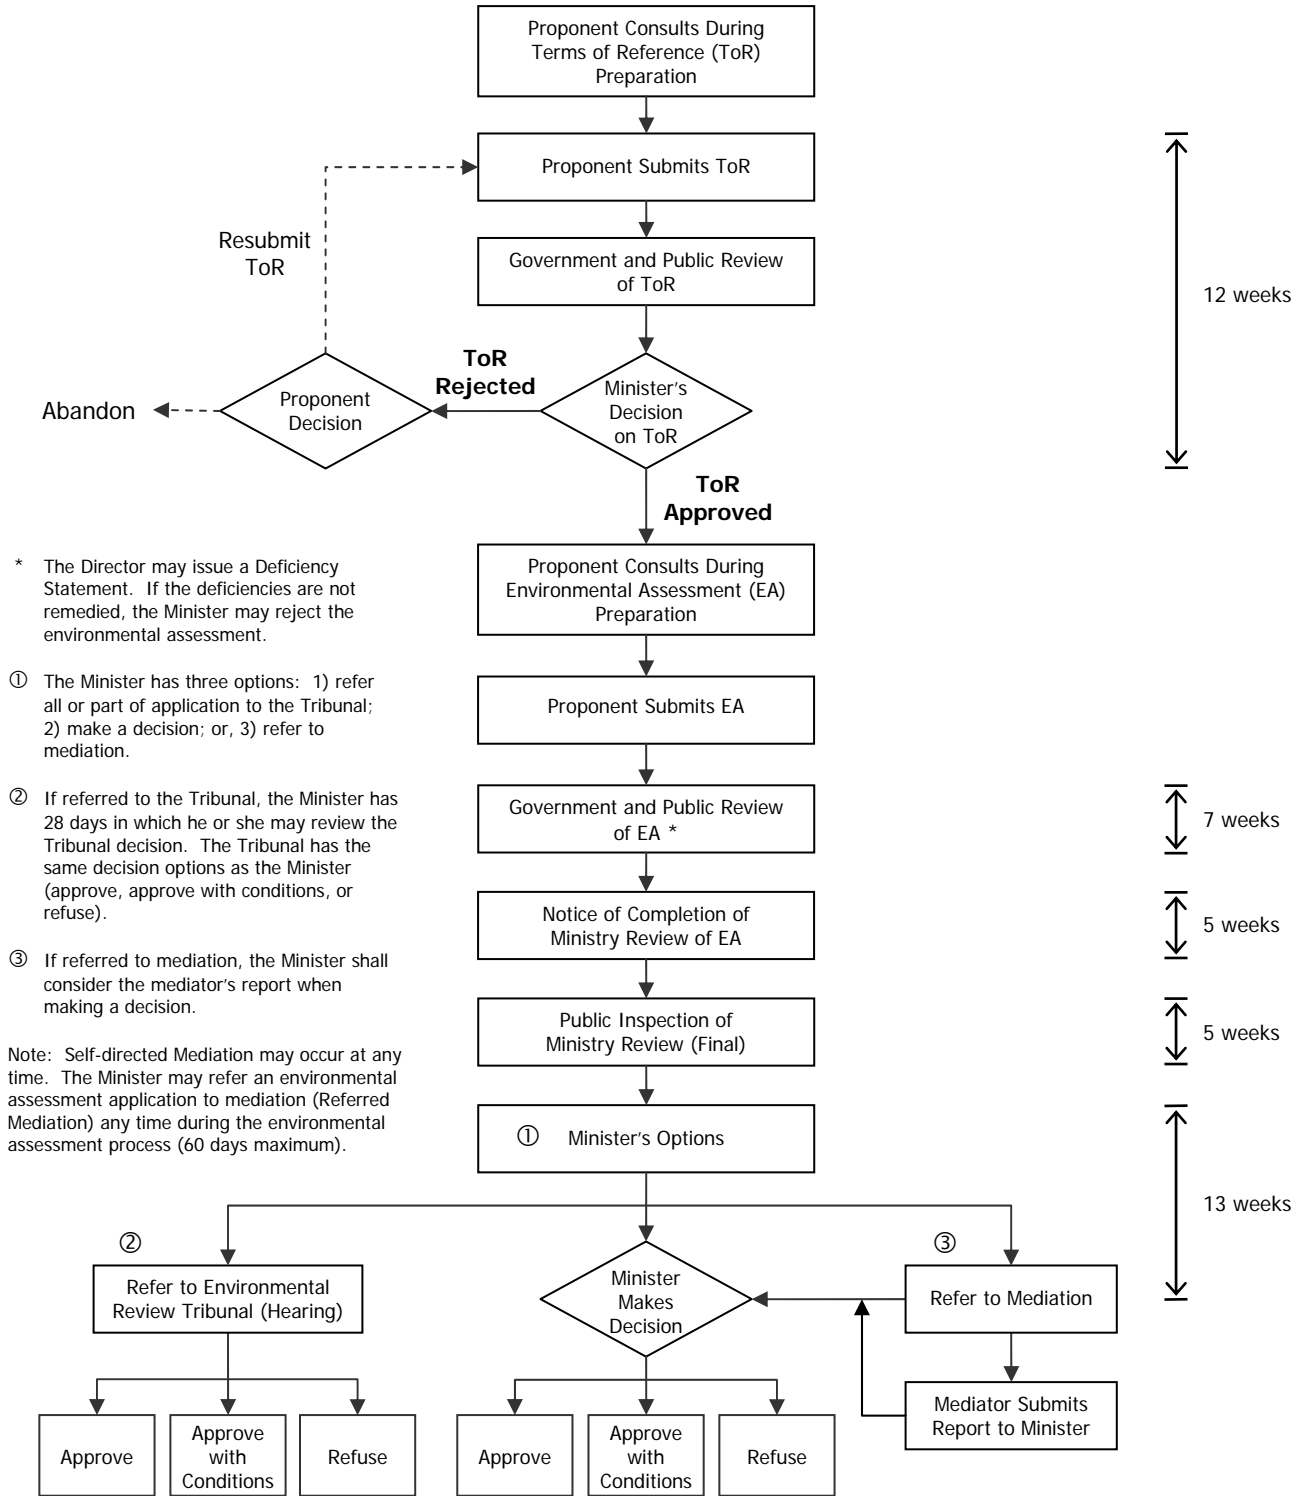 Proponent Consults During
Terms of Reference (ToR)
Preparation
Proponent Submits ToR
Resubmit
ToR
Government and Public Review
of ToR
12 weeks
ToR
Rejected
Minister's
Decision
on ToR
Proponent
Decision
Abandon
ToR
Approved
Proponent Consults During
Environmental Assessment (EA)
Preparation
* The Director may issue a Deficiency
Statement. If the deficiencies are not
remedied, the Minister may reject the
environmental assessment.
① The Minister has three options: 1) refer
all or part of application to the Tribunal;
2) make a decision; or, 3) refer to
mediation.
② If referred to the Tribunal, the Minister has
28 days in which he or she may review the
Tribunal decision. The Tribunal has the
same decision options as the Minister
(approve, approve with conditions, or
refuse).
③ If referred to mediation, the Minister shall
consider the mediator's report when
making a decision.
Note: Self-directed Mediation may occur at any
time. The Minister may refer an environmental
assessment application to mediation (Referred
Mediation) any time during the environmental
assessment process (60 days maximum).
Proponent Submits EA
Government and Public Review
of EA *
7 weeks
Notice of Completion of
Ministry Review of EA
5 weeks
Public Inspection of
Ministry Review (Final)
5 weeks
① Minister's Options
13 weeks
②
Refer to Environmental
Review Tribunal (Hearing)
Minister
Makes
Decision
③
Refer to Mediation
Mediator Submits
Report to Minister
Approve
Approve
with
Conditions
Refuse
Approve
Approve
with
Conditions
Refuse